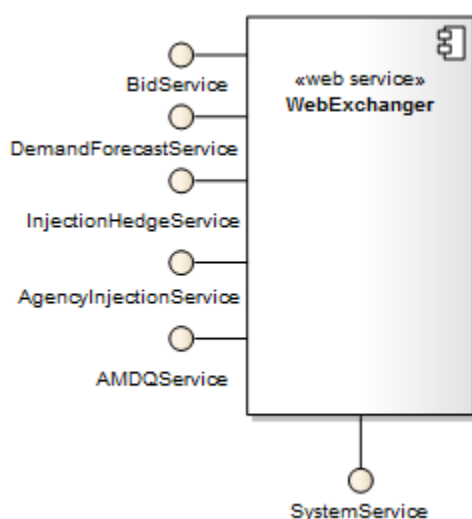 BidService
«web service»
WebExchanger
DemandForecastService
InjectionHedgeService
AgencyInjectionService
AMDQService
SystemService